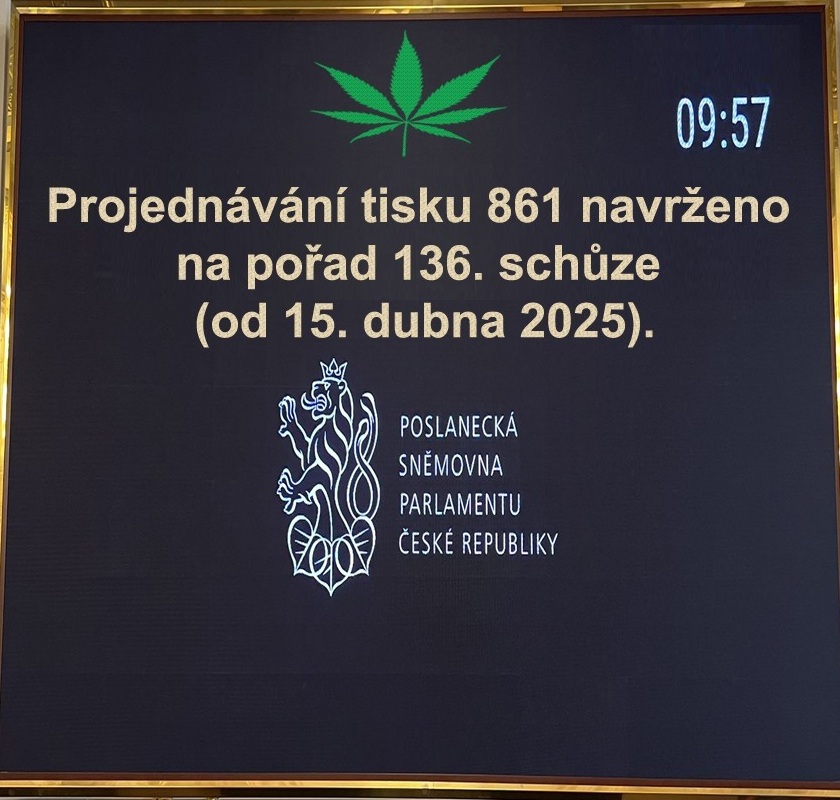 09:57
Projednávání tisku 861 navrženo
na pořad 136. schůze
(od 15. dubna 2025).
POSLANECKÁ
SNĚMOVNA
PARLAMENTU
ČESKÉ REPUBLIKY